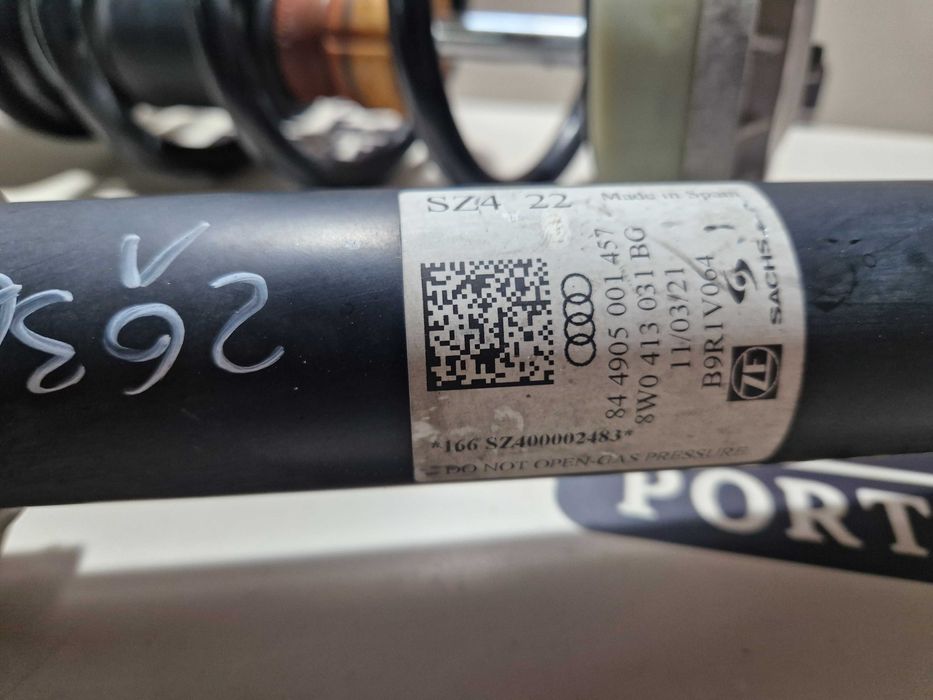 SZ4 22 Made in Spain
84 4905 001 457
8W0 413 031 BG
11/03/21
B9R1V064
SACHS
ZF
*166 SZ400002483*
DO NOT OPEN-GAS PRESSURE
263
PORT